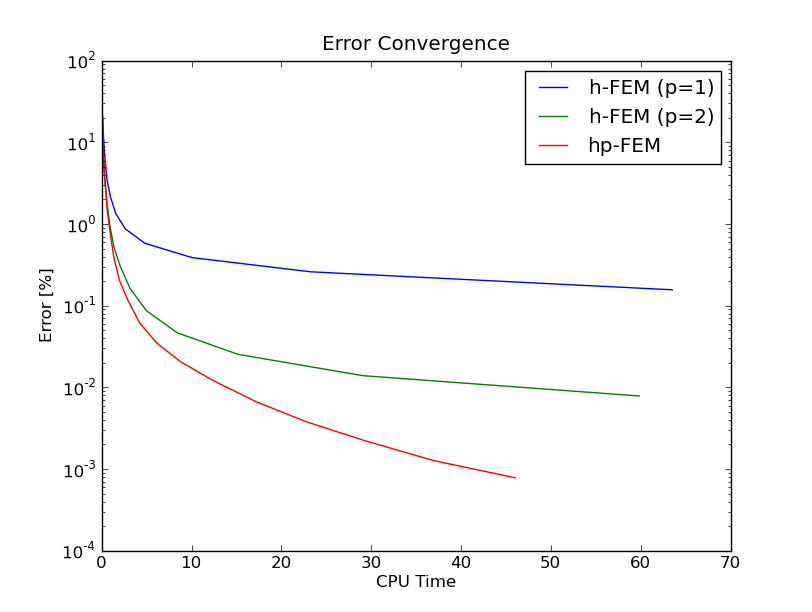 Error Convergence
10^2
10^1
10^0
10^-1
10^-2
10^-3
10^-4
Error [%]
h-FEM (p=1)
h-FEM (p=2)
hp-FEM
0 10 20 30 40 50 60 70
CPU Time